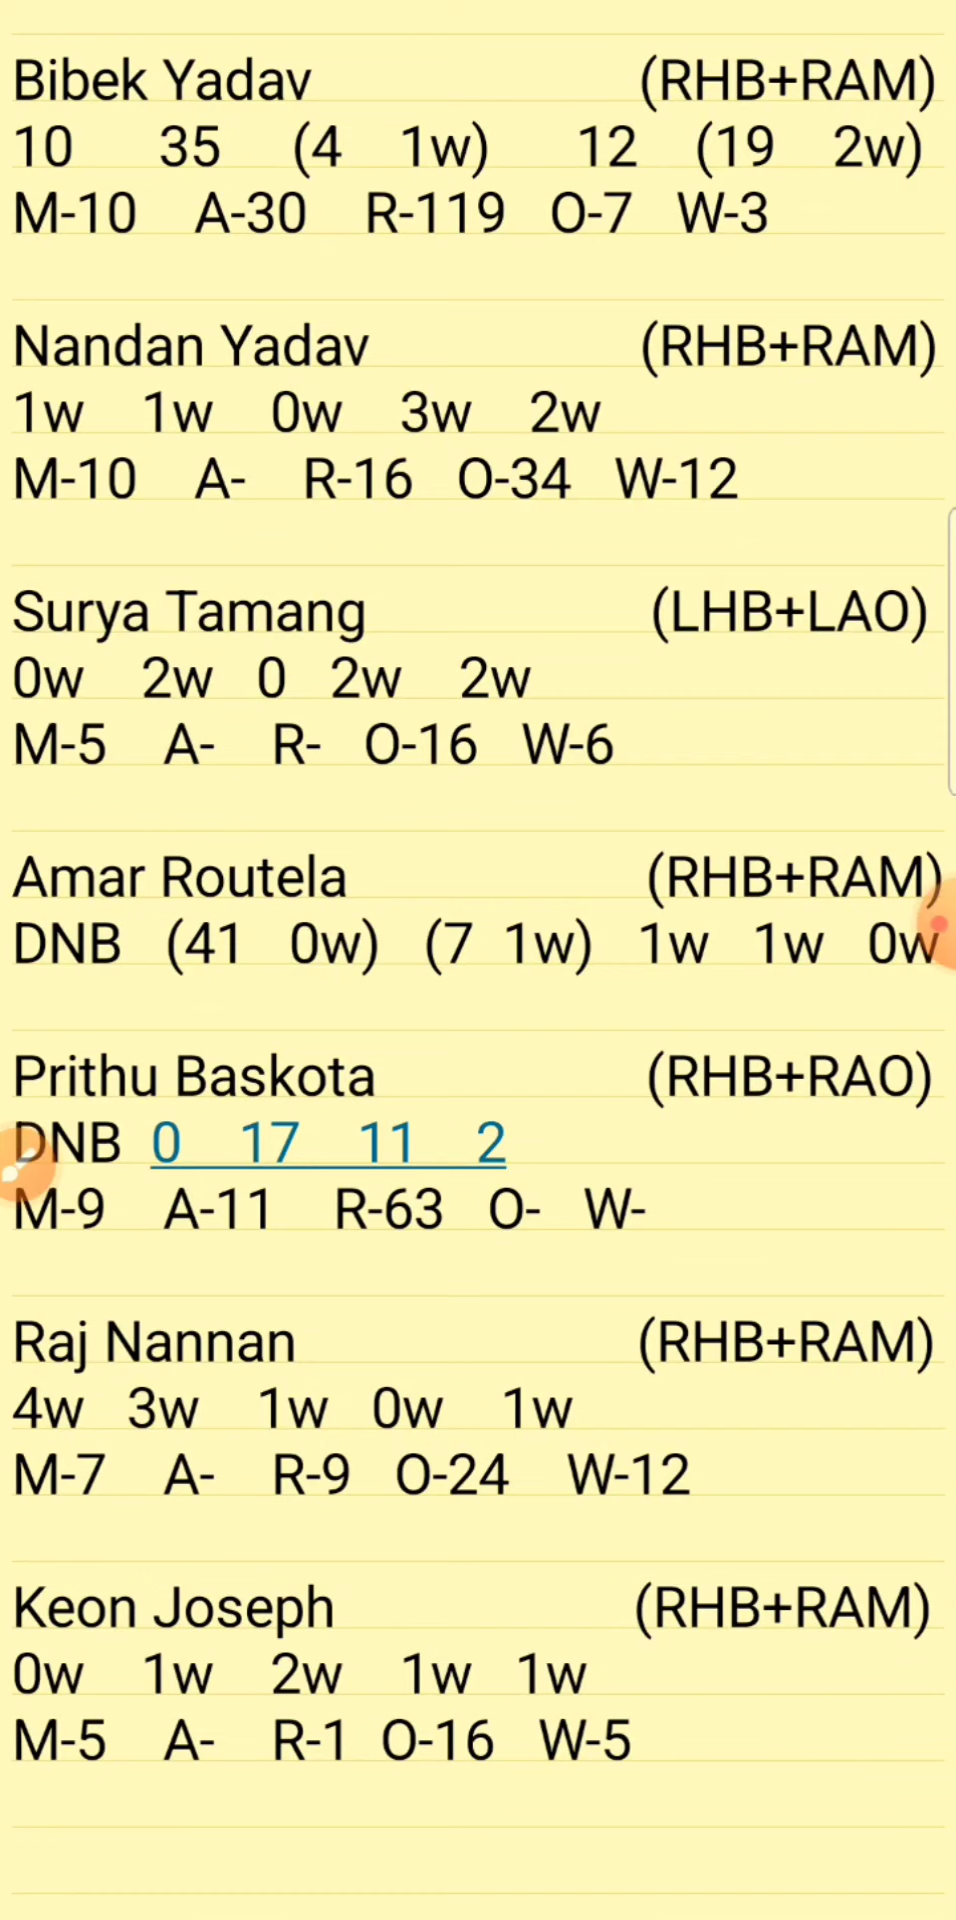 Bibek Yadav (RHB+RAM)
10 35 (4 1w) 12 (19 2w)
M-10 A-30 R-119 O-7 W-3
Nandan Yadav (RHB+RAM)
1w 1w 0w 3w 2w
M-10 A- R-16 O-34 W-12
Surya Tamang (LHB+LAO)
0w 2w 0 2w 2w
M-5 A- R- O-16 W-6
Amar Routela (RHB+RAM)
DNB (41 0w) (7 1w) 1w 1w 0w
Prithu Baskota (RHB+RAO)
DNB 0 17 11 2
M-9 A-11 R-63 O- W-
Raj Nannan (RHB+RAM)
4w 3w 1w 0w 1w
M-7 A- R-9 O-24 W-12
Keon Joseph (RHB+RAM)
0w 1w 2w 1w 1w
M-5 A- R-1 O-16 W-5